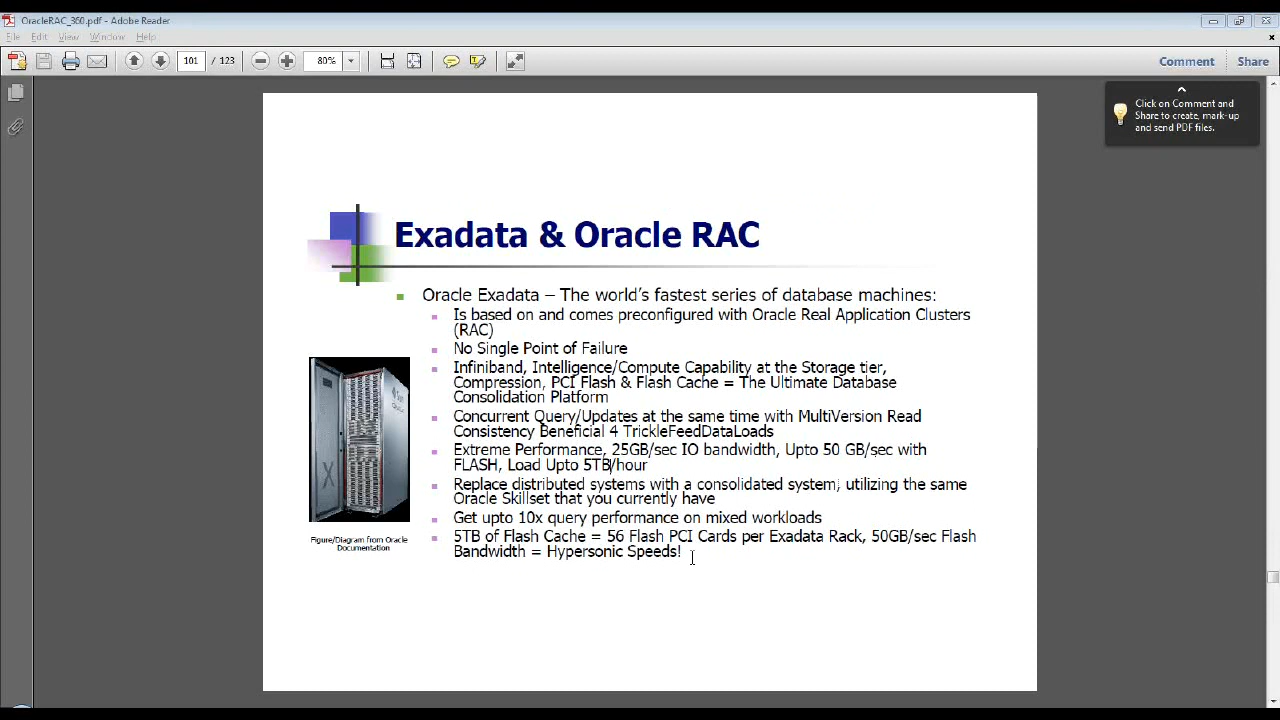 OracleRAC_360.pdf - Adobe Reader
File Edit View Window Help
101 / 123
80%
Comment
Share
Click on Comment and
Share to create, mark-up
and send PDF files.
Exadata & Oracle RAC
Oracle Exadata – The world's fastest series of database machines:
Is based on and comes preconfigured with Oracle Real Application Clusters
(RAC)
No Single Point of Failure
Infiniband, Intelligence/Compute Capability at the Storage tier,
Compression, PCI Flash & Flash Cache = The Ultimate Database
Consolidation Platform
Concurrent Query/Updates at the same time with MultiVersion Read
Consistency Beneficial 4 TrickleFeedDataLoads
Extreme Performance, 25GB/sec IO bandwidth, Upto 50 GB/sec with
FLASH, Load Upto 5TB/hour
Replace distributed systems with a consolidated system; utilizing the same
Oracle Skillset that you currently have
Get upto 10x query performance on mixed workloads
5TB of Flash Cache = 56 Flash PCI Cards per Exadata Rack, 50GB/sec Flash
Bandwidth = Hypersonic Speeds!
Figure/Diagram from Oracle
Documentation